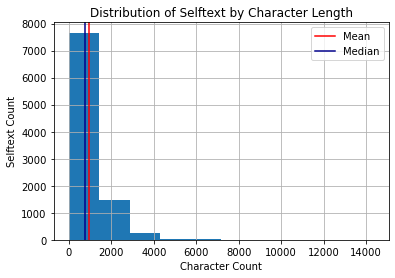 Distribution of Selftext by Character Length
8000
7000
6000
5000
4000
3000
2000
1000
0
Selftext Count
Mean
Median
0 2000 4000 6000 8000 10000 12000 14000
Character Count